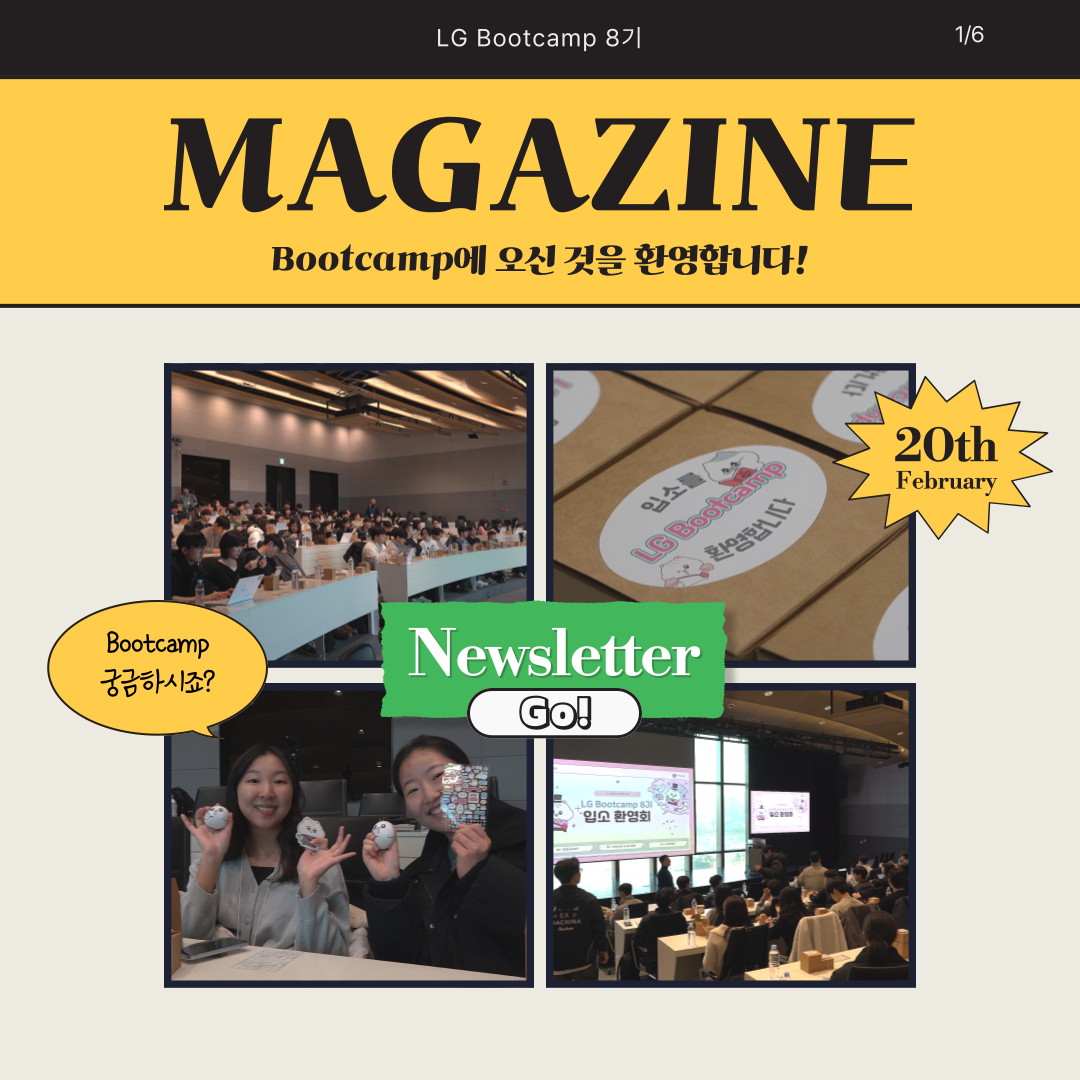 LG Bootcamp 8기
1/6
MAGAZINE
Bootcamp에 오신 것을 환영합니다!
입소를
LG Bootcamp
환영합니다
20th
February
Bootcamp
궁금하시죠?
Newsletter
Go!
LG Bootcamp 8기
입소 환영회
입소 환영회
EX
MACHINA